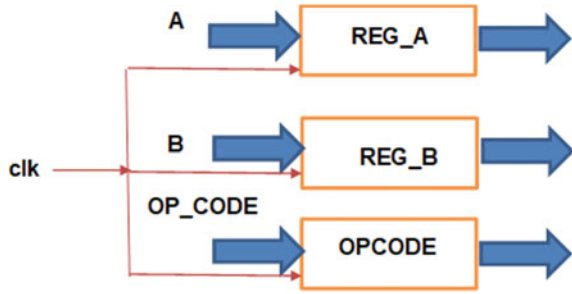 A
REG_A
B
REG_B
clk
OP_CODE
OPCODE